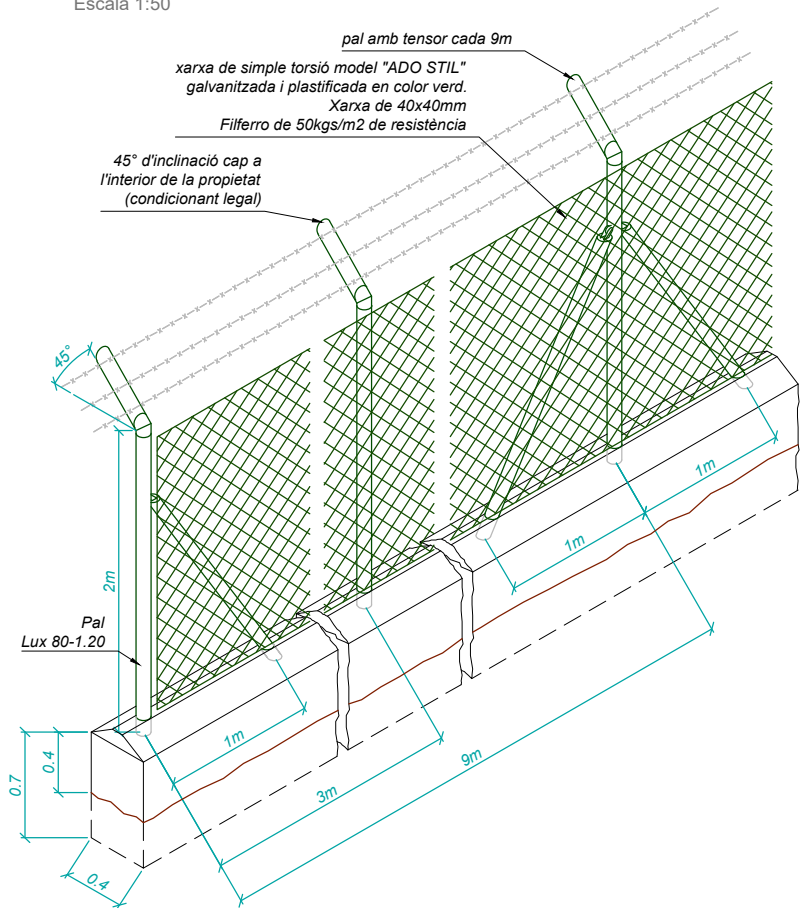 Escala 1:50
pal amb tensor cada 9m
xarxa de simple torsió model "ADO STIL"
galvanitzada i plastificada en color verd.
Xarxa de 40x40mm
Filferro de 50kgs/m2 de resistència
45° d'inclinació cap a
l'interior de la propietat
(condicionant legal)
45°
2m
Pal
Lux 80-1.20
1m
1m
1m
3m
9m
0.4
0.7
0.4